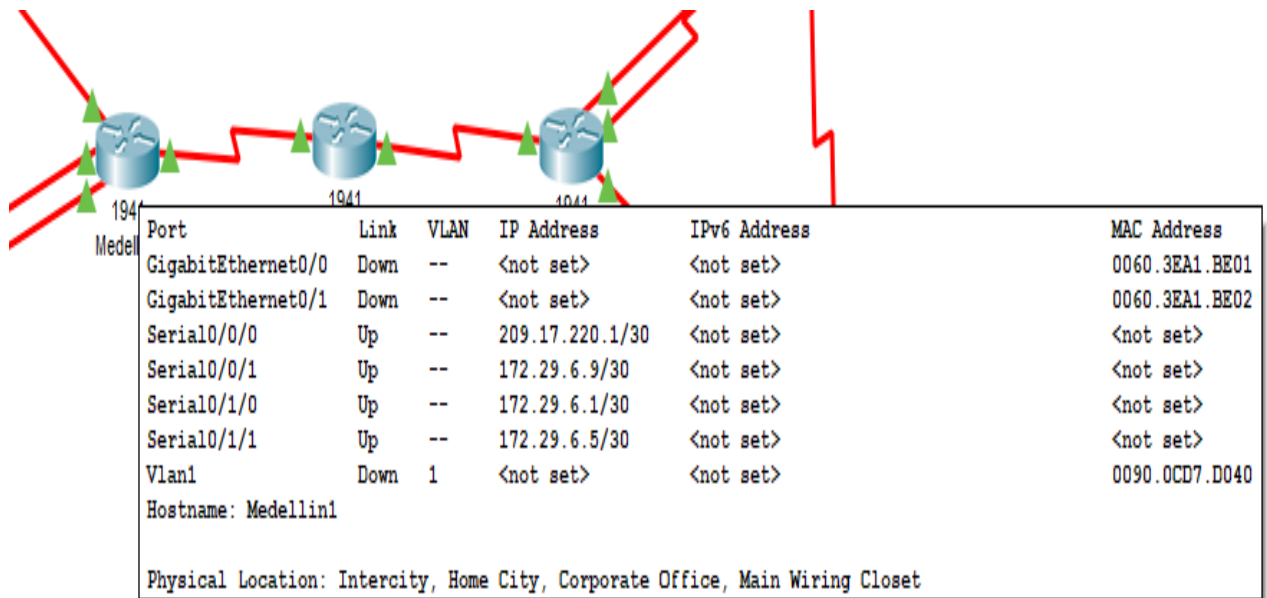 1941
1941
Port Link VLAN IP Address IPv6 Address MAC Address
GigabitEthernet0/0 Down -- <not set> <not set> 0060.3EA1.BE01
GigabitEthernet0/1 Down -- <not set> <not set> 0060.3EA1.BE02
Serial0/0/0 Up -- 209.17.220.1/30 <not set> <not set>
Serial0/0/1 Up -- 172.29.6.9/30 <not set> <not set>
Serial0/1/0 Up -- 172.29.6.1/30 <not set> <not set>
Serial0/1/1 Up -- 172.29.6.5/30 <not set> <not set>
Vlan1 Down 1 <not set> <not set> 0090.0CD7.D040
Hostname: Medellin1
Physical Location: Intercity, Home City, Corporate Office, Main Wiring Closet